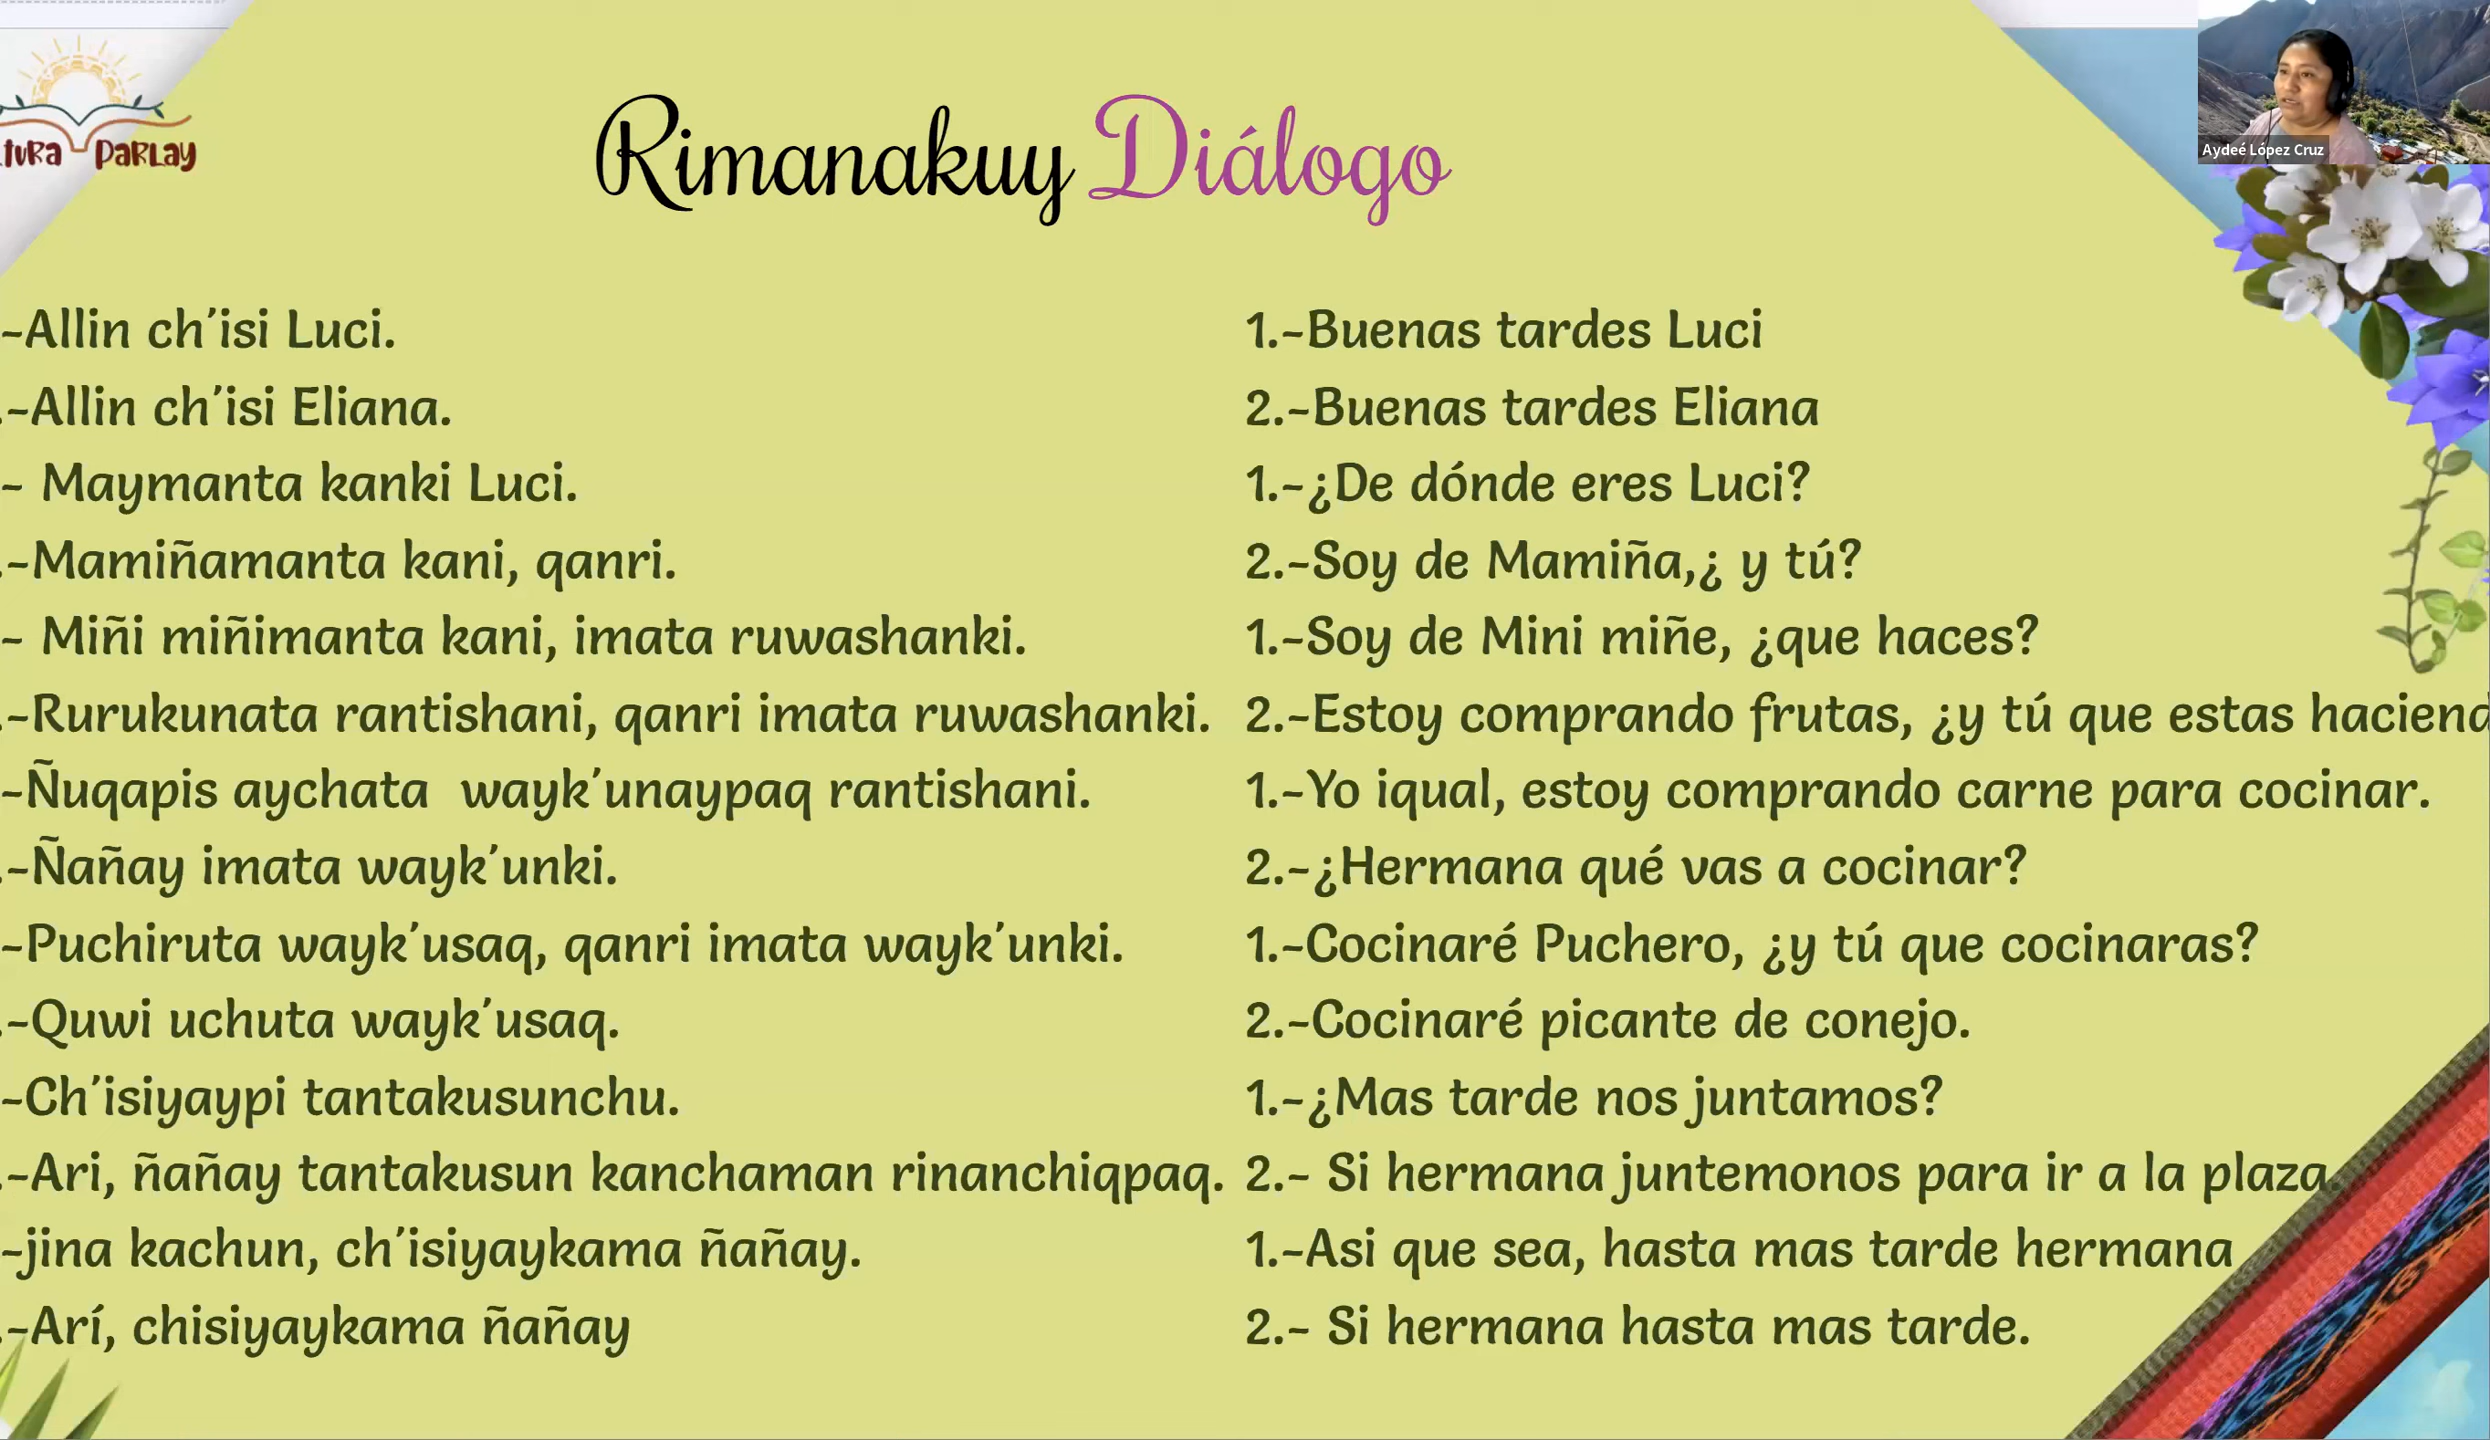 tvRa PaRLay
Rimanakuy Diálogo
Aydeé López Cruz
~Allin ch'isi Luci.
.~Allin ch'isi Eliana.
~ Maymanta kanki Luci.
.~Mamiñamanta kani, qanri.
~ Miñi miñimanta kani, imata ruwashanki.
.~Rurukunata rantishani, qanri imata ruwashanki.
~Ñuqapis aychata wayk'unaypaq rantishani.
.~Ñañay imata wayk'unki.
~Puchiruta wayk'usaq, qanri imata wayk'unki.
.~Quwi uchuta wayk'usaq.
~Ch'isiyaypi tantakusunchu.
.~Ari, ñañay tantakusun kanchaman rinanchiqpaq.
~jina kachun, ch'isiyaykama ñañay.
.~Arí, chisiyaykama ñañay
1.~Buenas tardes Luci
2.~Buenas tardes Eliana
1.~¿De dónde eres Luci?
2.~Soy de Mamiña,¿ y tú?
1.~Soy de Mini miñe, ¿que haces?
2.~Estoy comprando frutas, ¿y tú que estas haciend
1.~Yo iqual, estoy comprando carne para cocinar.
2.~¿Hermana qué vas a cocinar?
1.~Cocinaré Puchero, ¿y tú que cocinaras?
2.~Cocinaré picante de conejo.
1.~¿Mas tarde nos juntamos?
2.~ Si hermana juntemonos para ir a la plaza.
1.~Asi que sea, hasta mas tarde hermana
2.~ Si hermana hasta mas tarde.